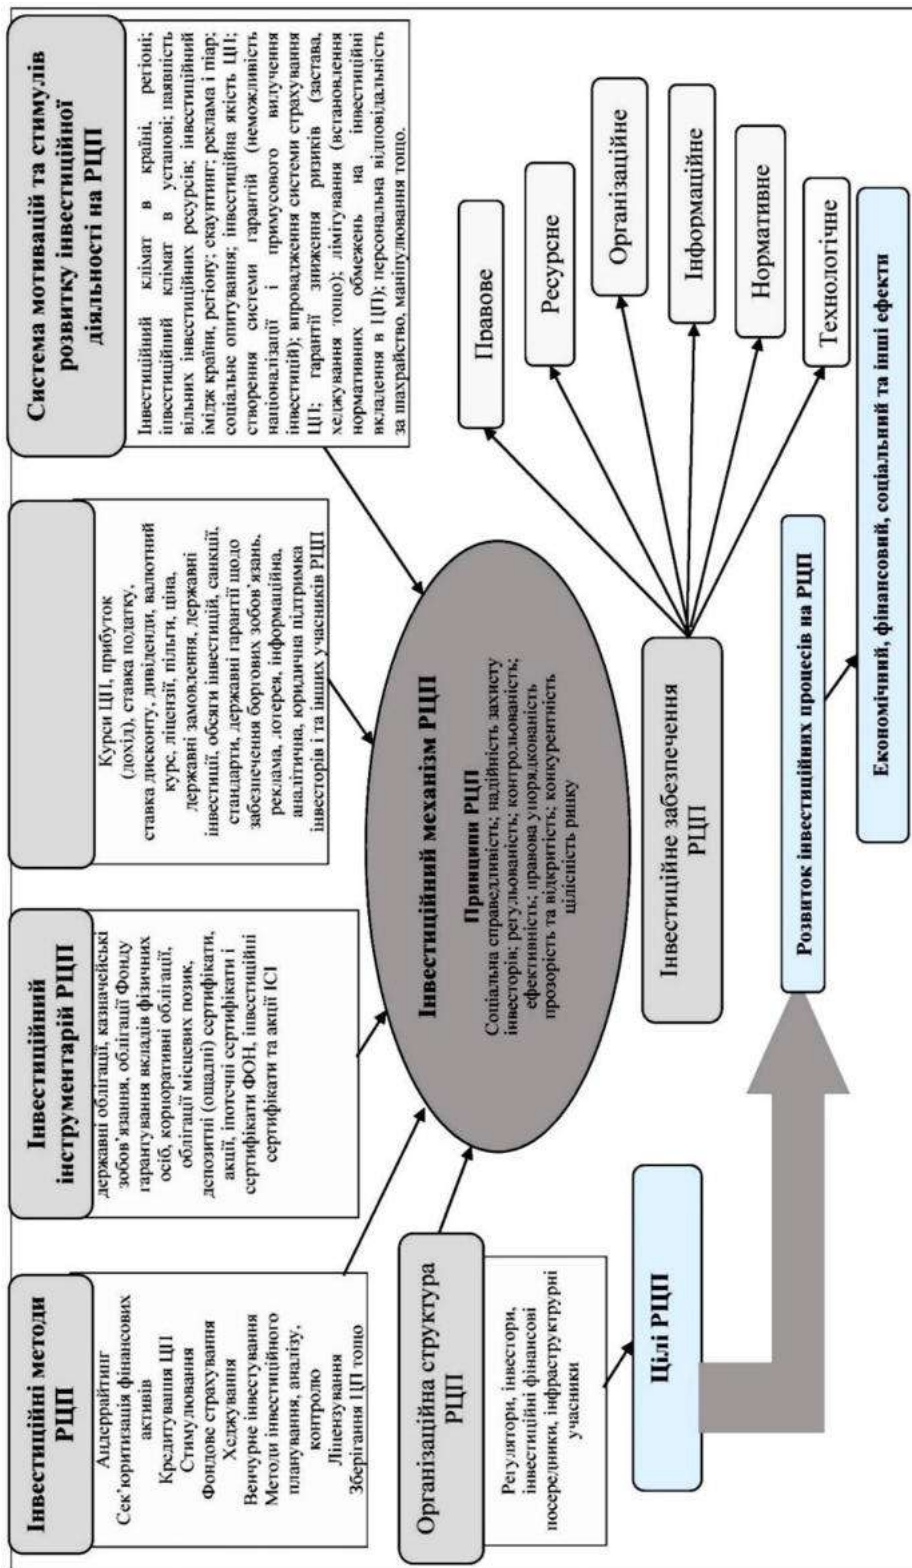 Інвестиційні методи
РЦП
Андеррайтинг
Сек’юритизація фінансових
активів
Кредитування ЦП
Стимулювання
Фондове страхування
Хеджування
Венчурне інвестування
Методи інвестиційного
планування, аналізу,
контролю
Ліцензування
Зберігання ЦП тощо
Інвестиційний
інструментарій РЦП
державні облігації, казначейські
зобов’язання, облігації Фонду
гарантування вкладів фізичних
осіб, корпоративні облігації,
облігації місцевих позик,
депозитні (ощадні) сертифікати,
акції, іпотечні сертифікати і
сертифікати ФОН, інвестиційні
сертифікати та акції ІСІ
Курси ЦП, прибуток
(дохід), ставка податку,
ставка дисконту, дивіденди, валютний
курс, ліцензії, пільги, ціна,
державні замовлення, державні
інвестиції, обсяги інвестицій, санкції,
стандарти, державні гарантії щодо
забезпечення боргових зобов’язань,
реклама, лотерея, інформаційна,
аналітична, юридична підтримка
інвесторів і та інших учасників РЦП
Система мотивацій та стимулів
розвитку інвестиційної
діяльності на РЦП
Інвестиційний клімат в країні, регіоні;
інвестиційний клімат в установі; наявність
вільних інвестиційних ресурсів; інвестиційний
імідж країни, регіону; скаутинг; реклама і піар;
соціальне опитування; інвестиційна якість ЦП;
створення системи гарантій (неможливість
націоналізації і примусового вилучення
інвестицій); впровадження системи страхування
ЦП; гарантії зниження ризиків (застава,
хеджування тощо); лімітування (встановлення
нормативних обмежень на інвестиційні
вкладення в ЦП); персональна відповідальність
за шахрайство, маніпулювання тощо.
Організаційна структура
РЦП
Регулятори, інвестори,
інвестиційні фінансові
посередники, інфраструктурні
учасники
Інвестиційний механізм РЦП
Принципи РЦП
Соціальна справедливість; надійність захисту
інвесторів; регульованість; контрольованість;
ефективність; правова упорядкованість
прозорість та відкритість; конкурентність
цілісність ринку
Інвестиційне забезпечення
РЦП
Правове
Ресурсне
Організаційне
Інформаційне
Нормативне
Технологічне
Цілі РЦП
Розвиток інвестиційних процесів на РЦП
Економічний, фінансовий, соціальний та інші ефекти